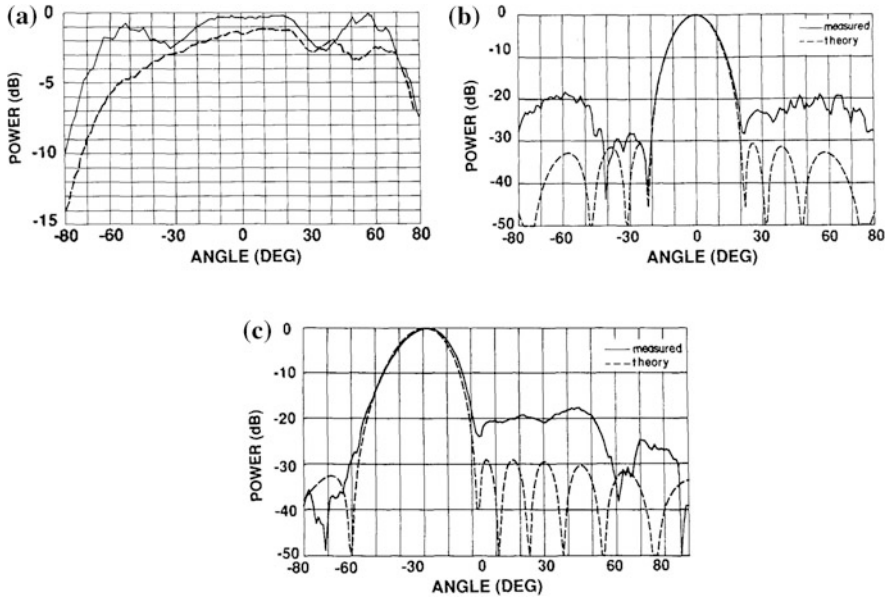 (a)
0
-5
-10
-15
POWER (dB)
-80 -60 -30 0 30 60 80
ANGLE (DEG)
(b)
0
-10
-20
-30
-40
-50
POWER (dB)
measured
theory
-80 -60 -30 0 30 60 80
ANGLE (DEG)
(c)
0
-10
-20
-30
-40
-50
POWER (dB)
measured
theory
-80 -60 -30 0 30 60 80
ANGLE (DEG)